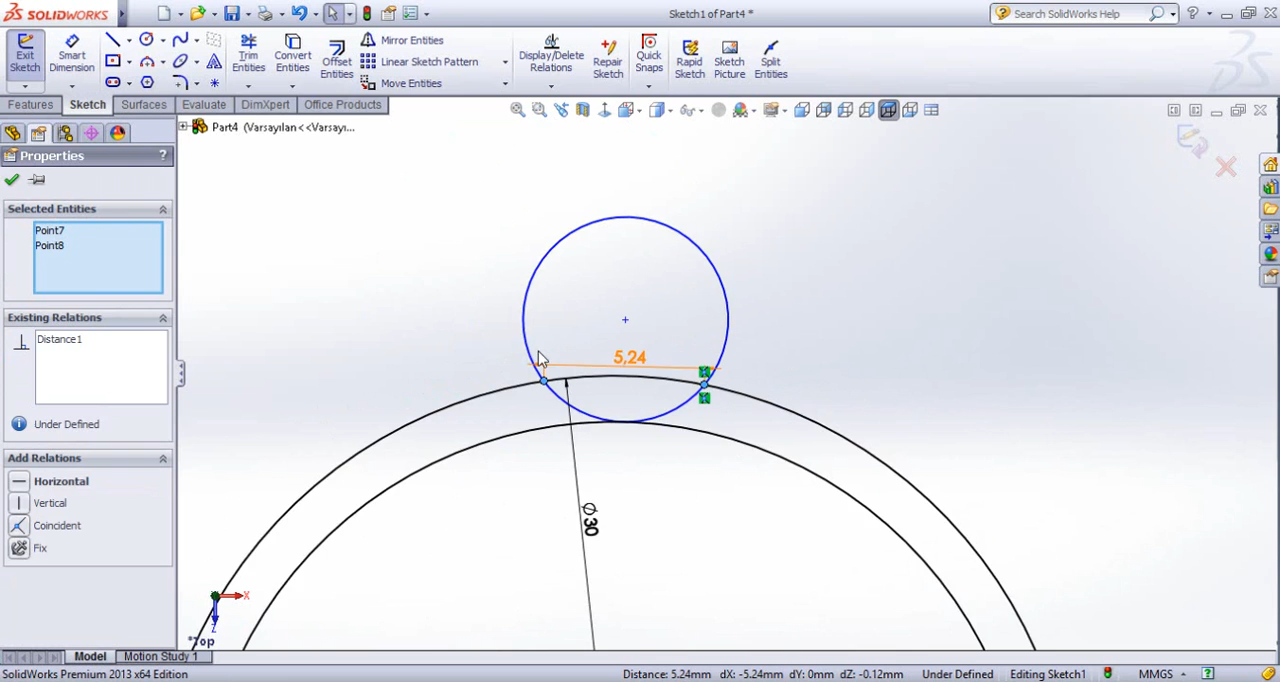 SOLIDWORKS
Sketch1 of Part4 *
Search SolidWorks Help
Exit Sketch
Smart Dimension
Trim Entities
Convert Entities
Offset Entities
Mirror Entities
Linear Sketch Pattern
Move Entities
Display/Delete Relations
Repair Sketch
Quick Snaps
Rapid Sketch
Sketch Picture
Split Entities
Features
Sketch
Surfaces
Evaluate
DimXpert
Office Products
Part4 (Varsayılan<<Varsayı...
Properties
?
Selected Entities
Point7
Point8
Existing Relations
Distance1
Under Defined
Add Relations
Horizontal
Vertical
Coincident
Fix
5,24
∅30
X
Z
*Top
Model
Motion Study 1
SolidWorks Premium 2013 x64 Edition
Distance: 5.24mm dX: -5.24mm dY: 0mm dZ: -0.12mm
Under Defined
Editing Sketch1
MMGS
?